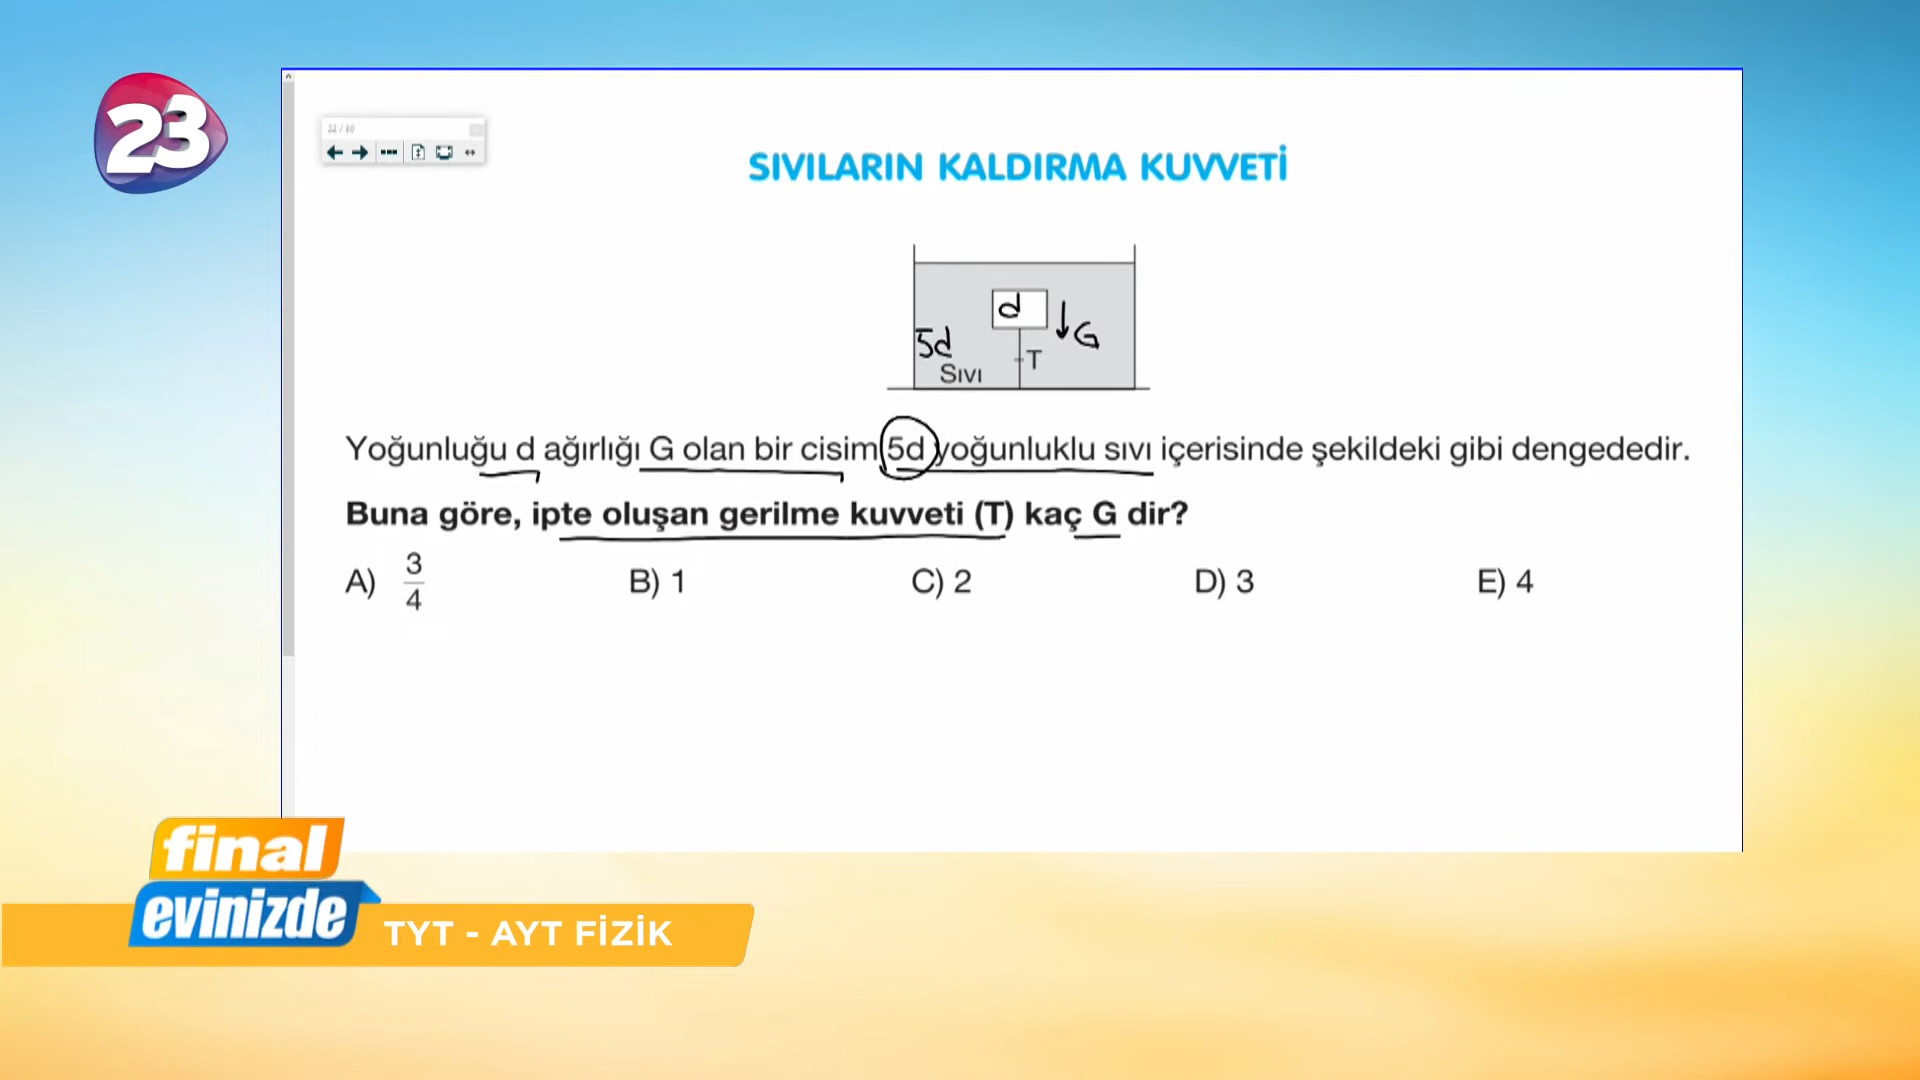 23
22 / 30
SIVILARIN KALDIRMA KUVVETİ
d
G
5d
T
Sıvı
Yoğunluğu d ağırlığı G olan bir cisim 5d yoğunluklu sıvı içerisinde şekildeki gibi dengededir.
Buna göre, ipte oluşan gerilme kuvveti (T) kaç G dir?
A) 3/4 B) 1 C) 2 D) 3 E) 4
final
evinizde
TYT - AYT FİZİK